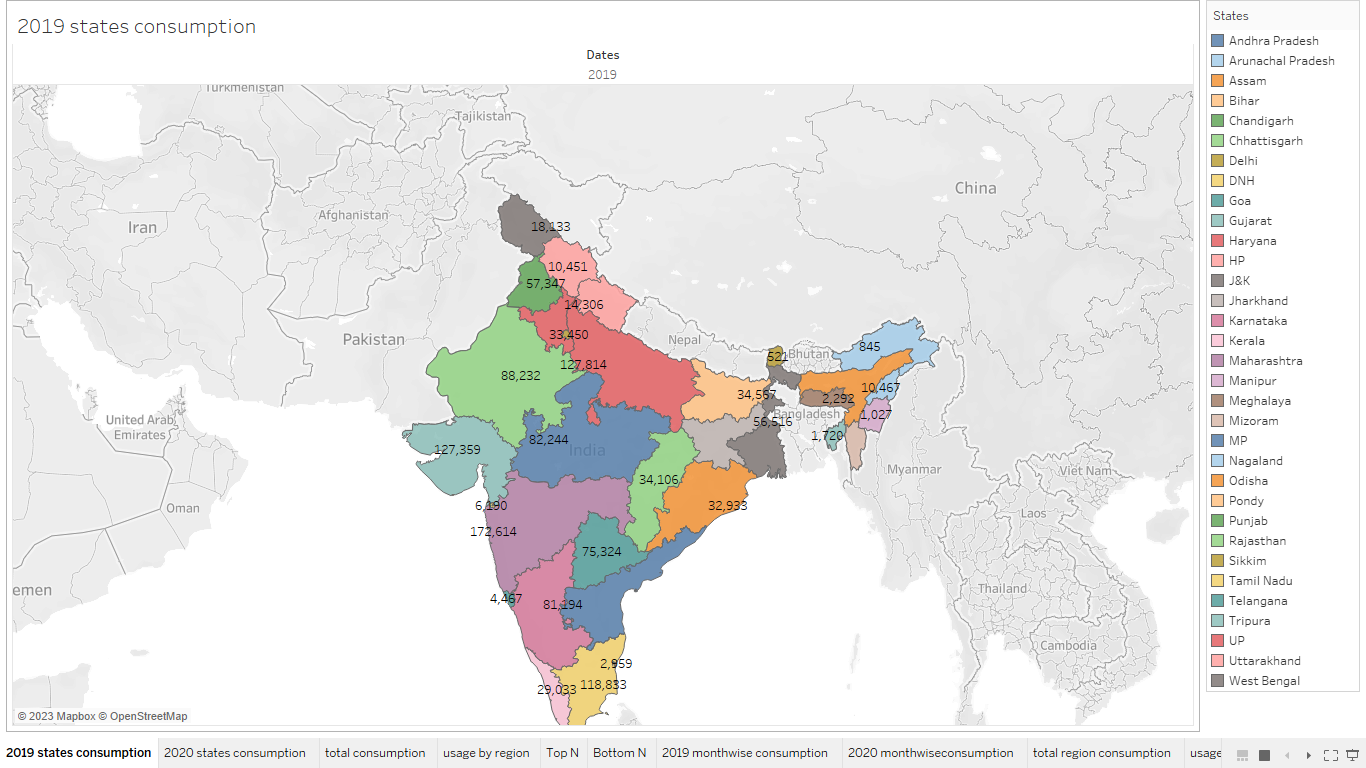 2019 states consumption
Dates
2019
Turkmenistan
Tajikistan
China
Afghanistan
Iran
18,133
10,451
57,347
14,306
33,450
Pakistan
Nepal
845
521
Bhutan
127,814
88,232
10,467
34,567
2,292
Bangladesh
1,027
56,516
1,720
United Arab
Emirates
82,244
India
127,359
Myanmar
Viet Nam
34,106
6,190
32,933
Oman
Laos
172,614
75,324
emen
4,467
81,194
Thailand
Cambodia
2,959
29,033
118,833
© 2023 Mapbox © OpenStreetMap
States
Andhra Pradesh
Arunachal Pradesh
Assam
Bihar
Chandigarh
Chhattisgarh
Delhi
DNH
Goa
Gujarat
Haryana
HP
J&K
Jharkhand
Karnataka
Kerala
Maharashtra
Manipur
Meghalaya
Mizoram
MP
Nagaland
Odisha
Pondy
Punjab
Rajasthan
Sikkim
Tamil Nadu
Telangana
Tripura
UP
Uttarakhand
West Bengal
2019 states consumption
2020 states consumption
total consumption
usage by region
Top N
Bottom N
2019 monthwise consumption
2020 monthwiseconsumption
total region consumption
usage